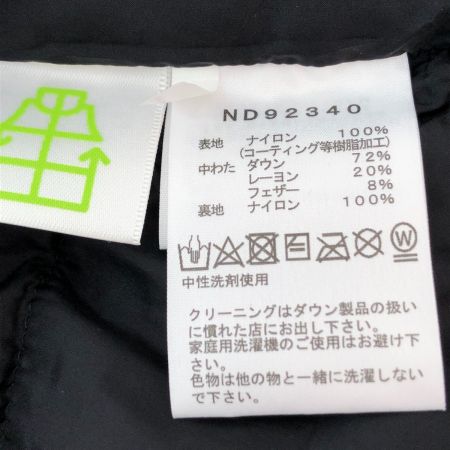 ND92340
表地 ナイロン 100%
(コーティング等樹脂加工)
中わた ダウン 72%
レーヨン 20%
フェザー 8%
裏地 ナイロン 100%
W
中性洗剤使用
クリーニングはダウン製品の扱い
に慣れた店にお出し下さい。
家庭用洗濯機のご使用はお避け下
さい。
色物は他の物と一緒に洗濯しない
で下さい。